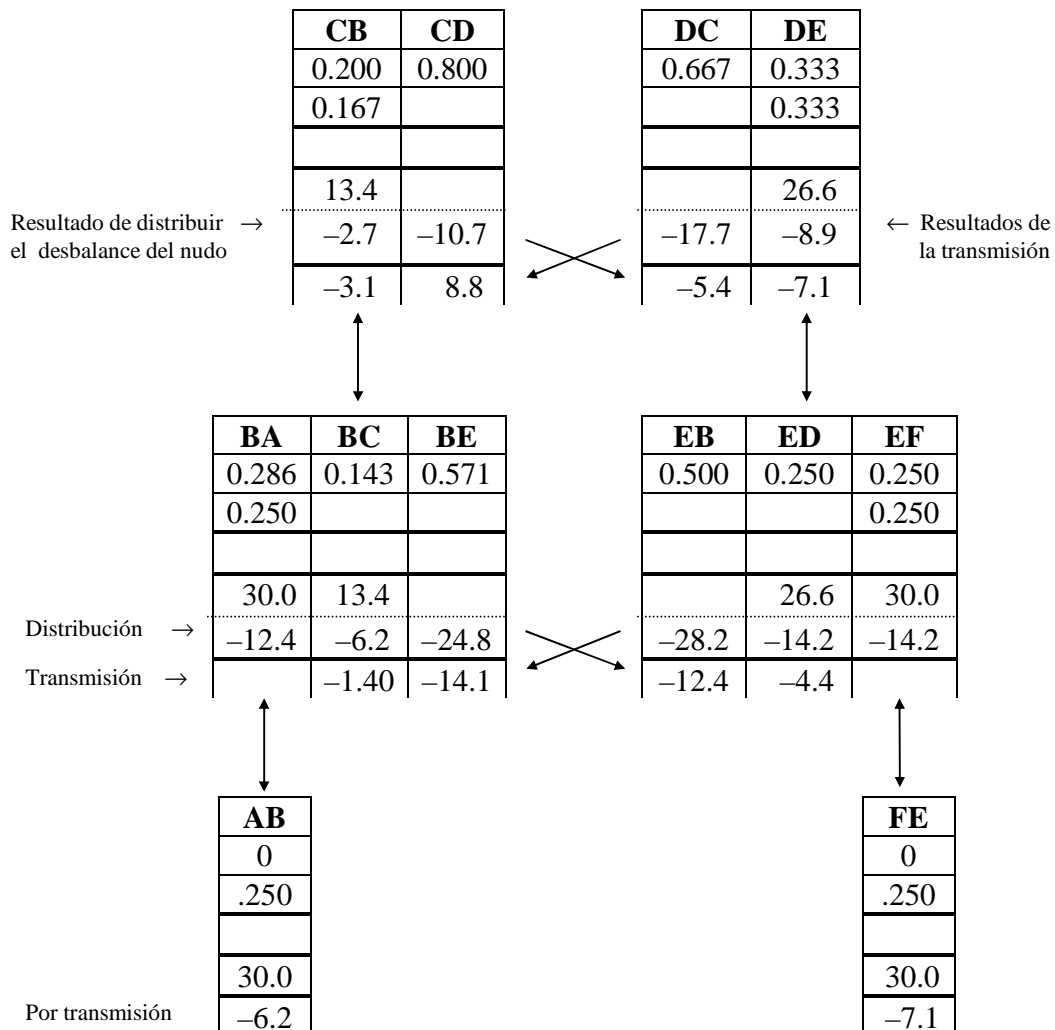 CB CD DC DE
0.200 0.800 0.667 0.333
0.167 0.333
13.4 26.6
Resultado de distribuir → –2.7 –10.7 –17.7 –8.9 ← Resultados de
el desbalance del nudo la transmisión
–3.1 8.8 –5.4 –7.1
BA BC BE EB ED EF
0.286 0.143 0.571 0.500 0.250 0.250
0.250 0.250
30.0 13.4 26.6 30.0
Distribución → –12.4 –6.2 –24.8 –28.2 –14.2 –14.2
Transmisión → –1.40 –14.1 –12.4 –4.4
AB FE
0 0
.250 .250
30.0 30.0
Por transmisión –6.2 –7.1